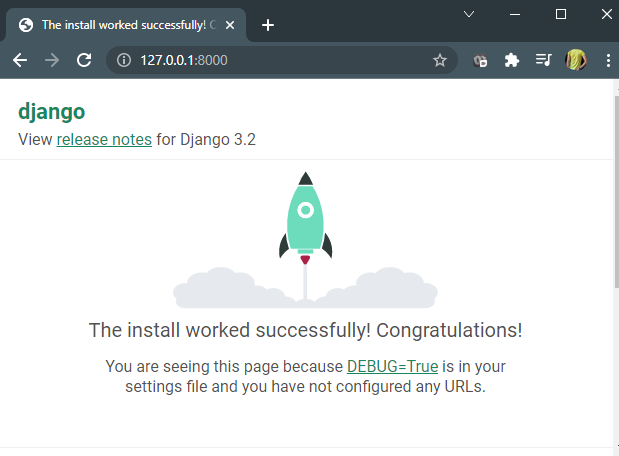 The install worked successfully! C
127.0.0.1:8000
django
View release notes for Django 3.2
The install worked successfully! Congratulations!
You are seeing this page because DEBUG=True is in your
settings file and you have not configured any URLs.